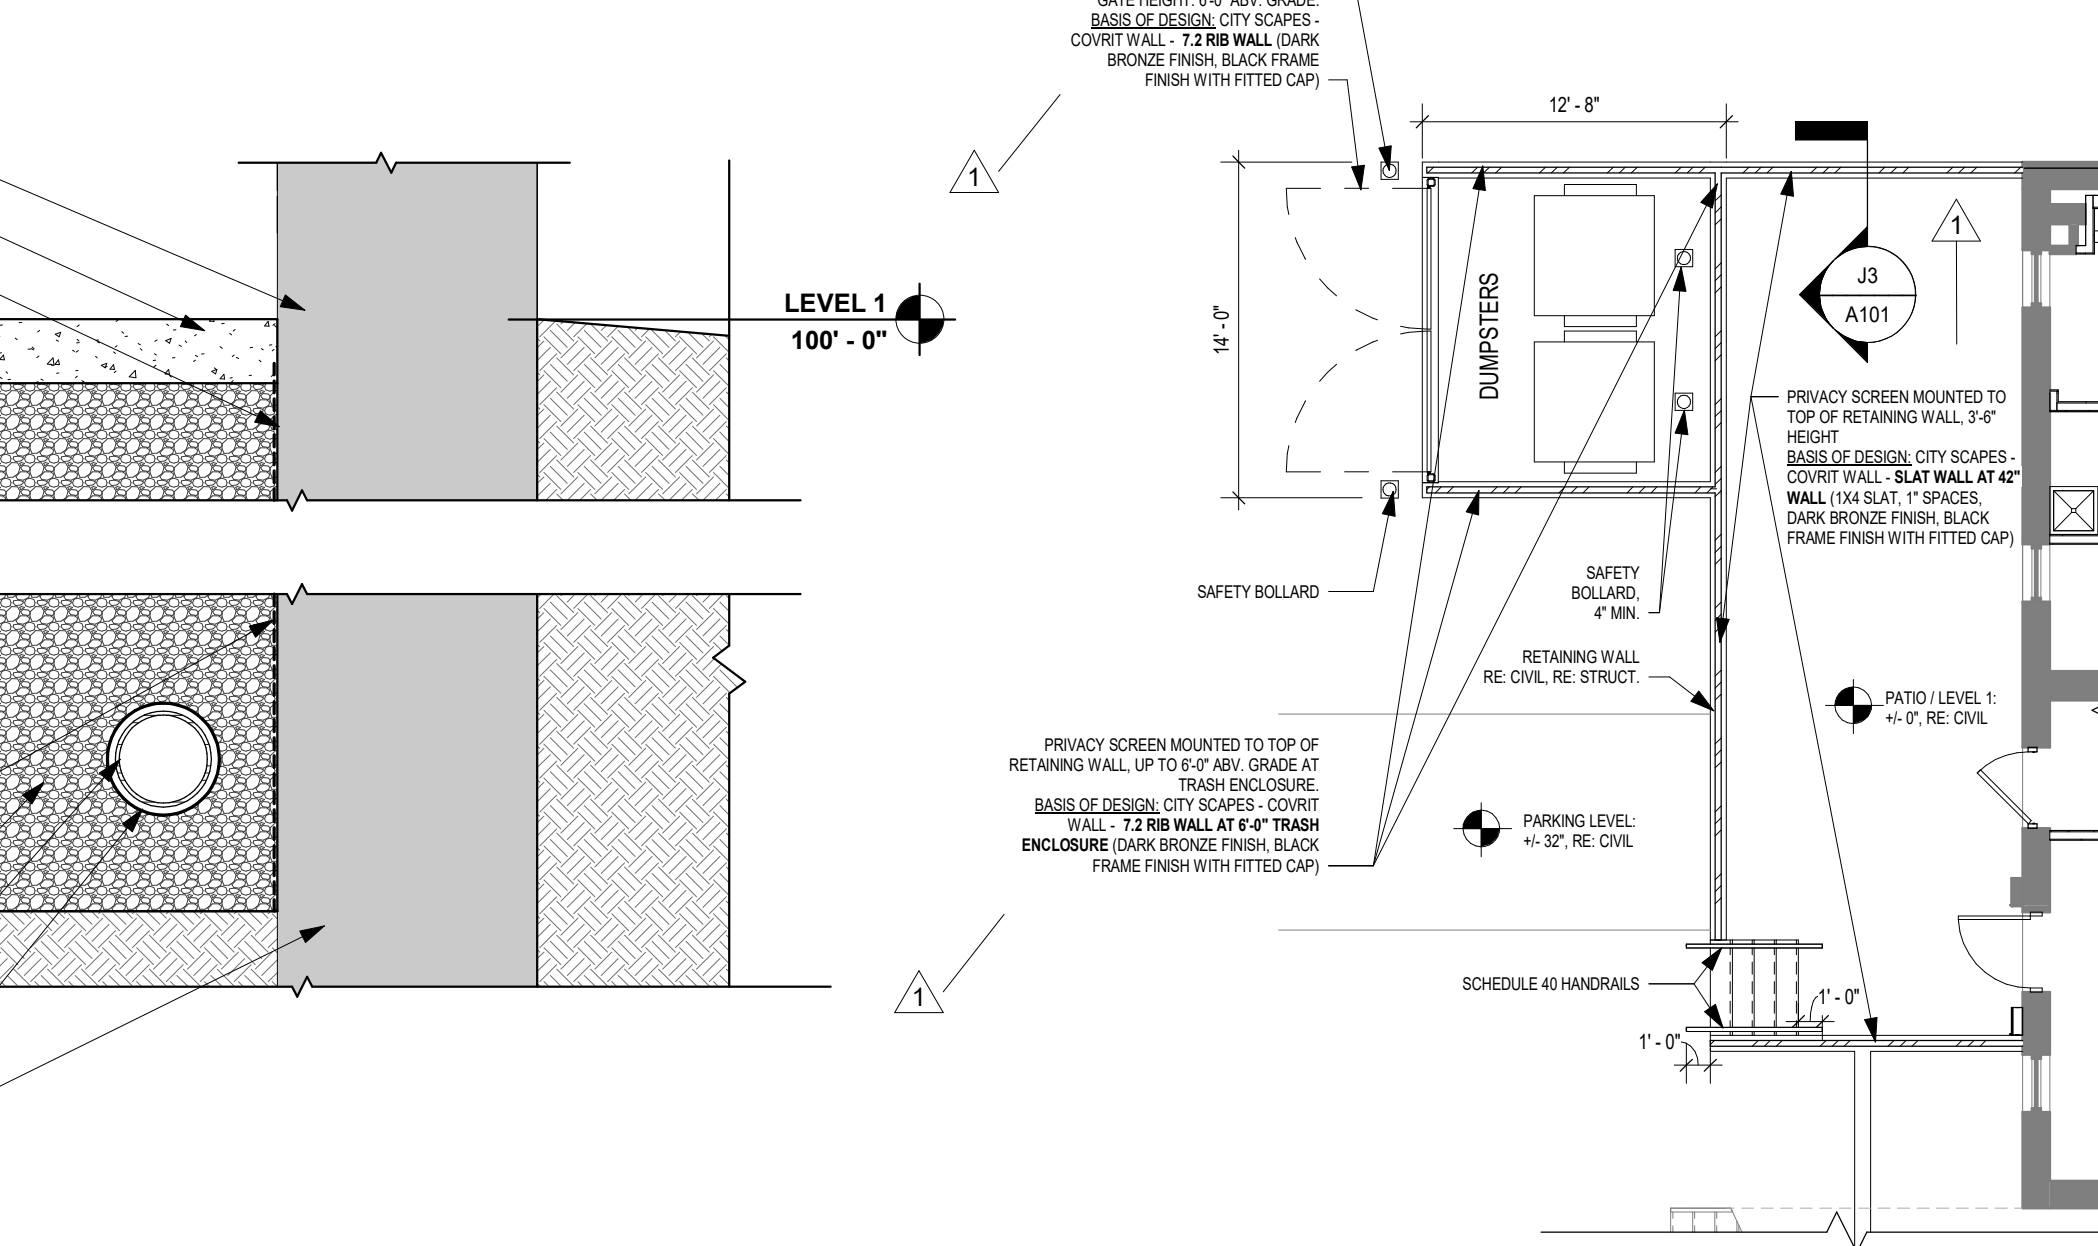 GATE HEIGHT: 6'-0" ABV. GRADE.
BASIS OF DESIGN: CITY SCAPES -
COVRIT WALL - 7.2 RIB WALL (DARK
BRONZE FINISH, BLACK FRAME
FINISH WITH FITTED CAP)
1
LEVEL 1
100' - 0"
12' - 8"
14' - 0"
DUMPSTERS
J3
A101
1
PRIVACY SCREEN MOUNTED TO
TOP OF RETAINING WALL, 3'-6"
HEIGHT
BASIS OF DESIGN: CITY SCAPES -
COVRIT WALL - SLAT WALL AT 42"
WALL (1X4 SLAT, 1" SPACES,
DARK BRONZE FINISH, BLACK
FRAME FINISH WITH FITTED CAP)
SAFETY BOLLARD
SAFETY
BOLLARD,
4" MIN.
RETAINING WALL
RE: CIVIL, RE: STRUCT.
PATIO / LEVEL 1:
+/- 0", RE: CIVIL
PRIVACY SCREEN MOUNTED TO TOP OF
RETAINING WALL, UP TO 6'-0" ABV. GRADE AT
TRASH ENCLOSURE.
BASIS OF DESIGN: CITY SCAPES - COVRIT
WALL - 7.2 RIB WALL AT 6'-0" TRASH
ENCLOSURE (DARK BRONZE FINISH, BLACK
FRAME FINISH WITH FITTED CAP)
PARKING LEVEL:
+/- 32", RE: CIVIL
1
SCHEDULE 40 HANDRAILS
1' - 0"
1' - 0"